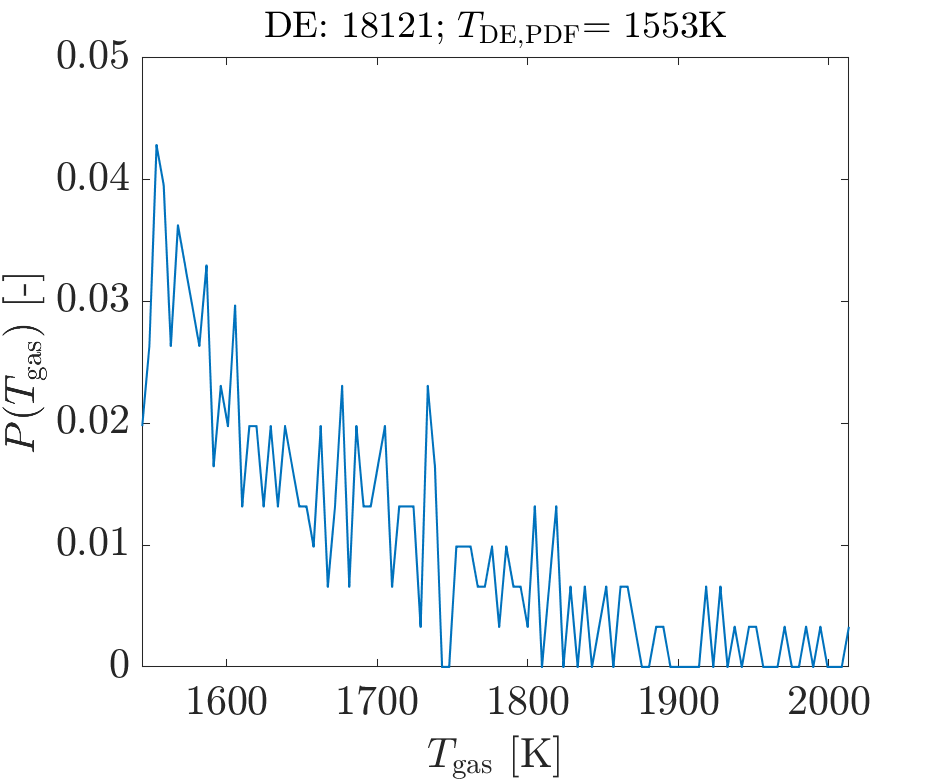 DE: 18121; T_DE,PDF= 1553K
0.05
0.04
0.03
0.02
0.01
0
P(T_gas) [-]
1600 1700 1800 1900 2000
T_gas [K]